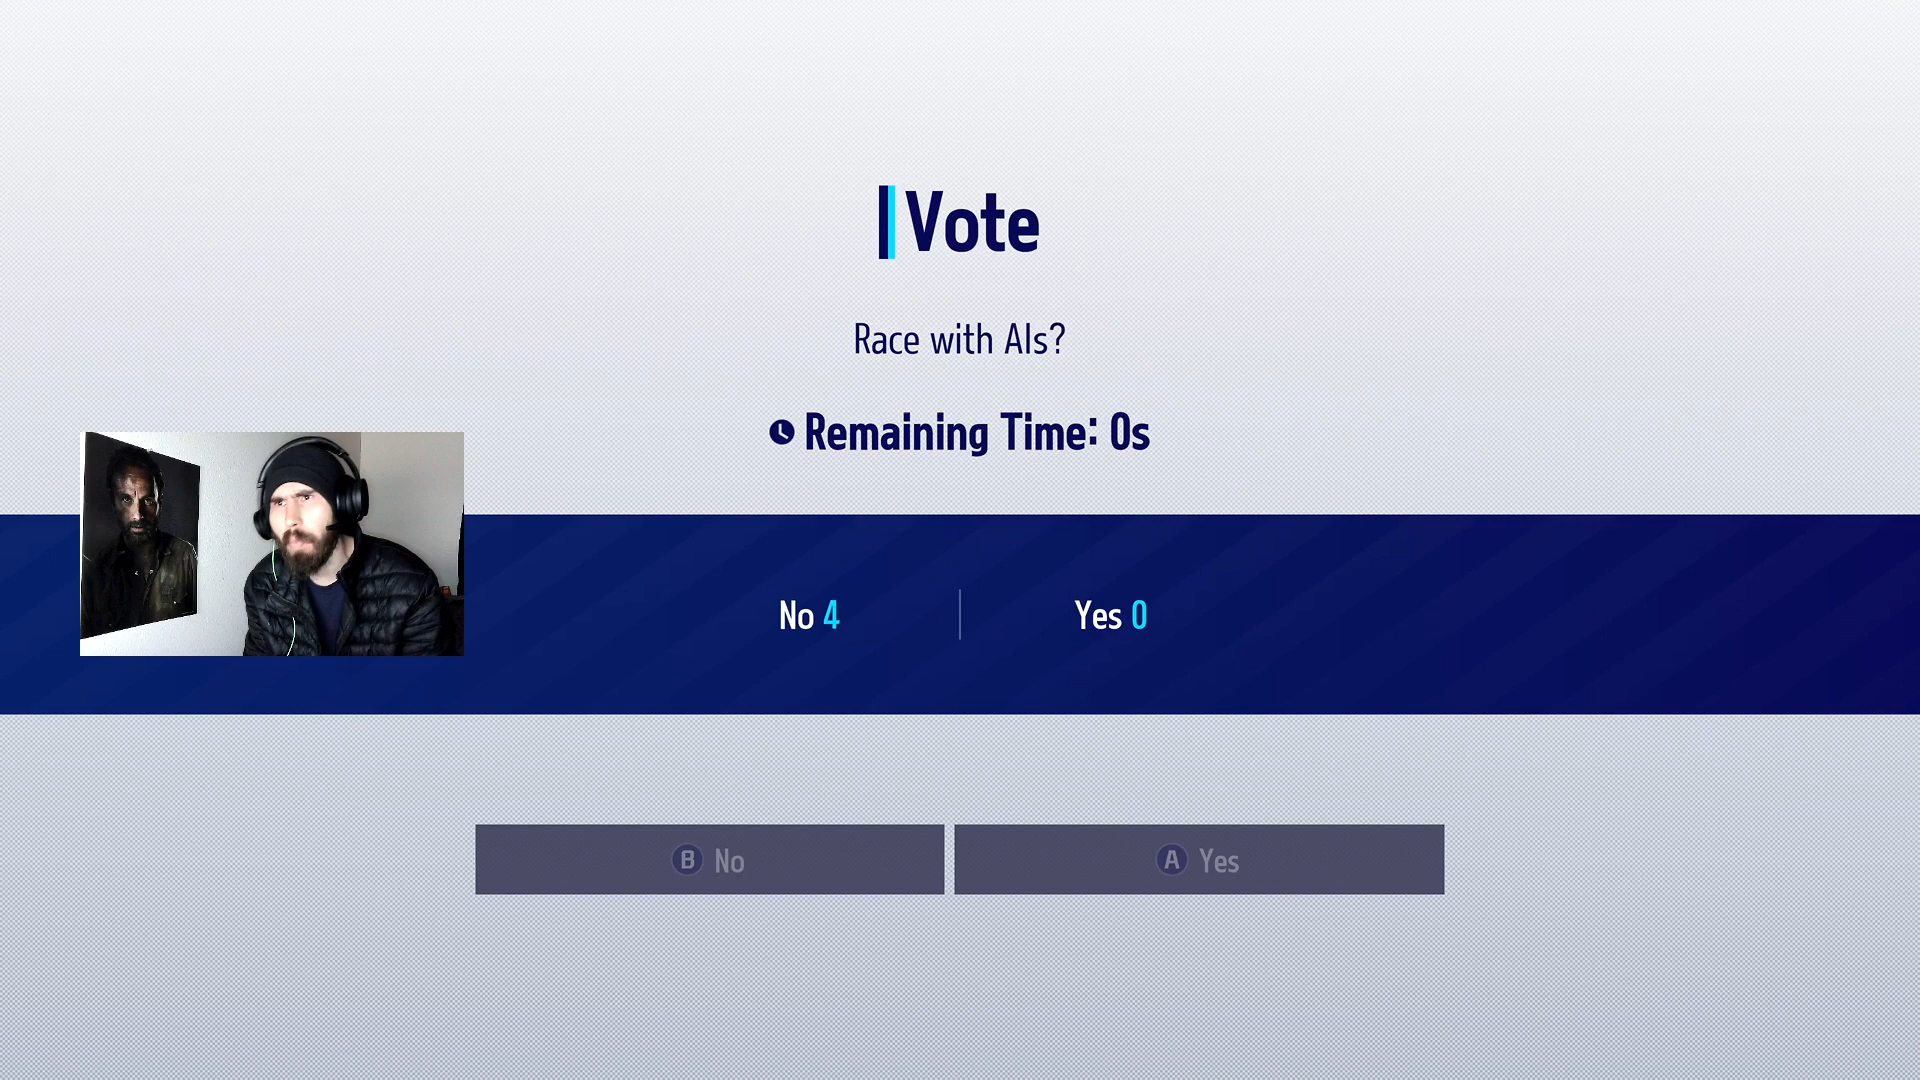 Vote
Race with AIs?
Remaining Time: 0s
No 4
Yes 0
B No
A Yes